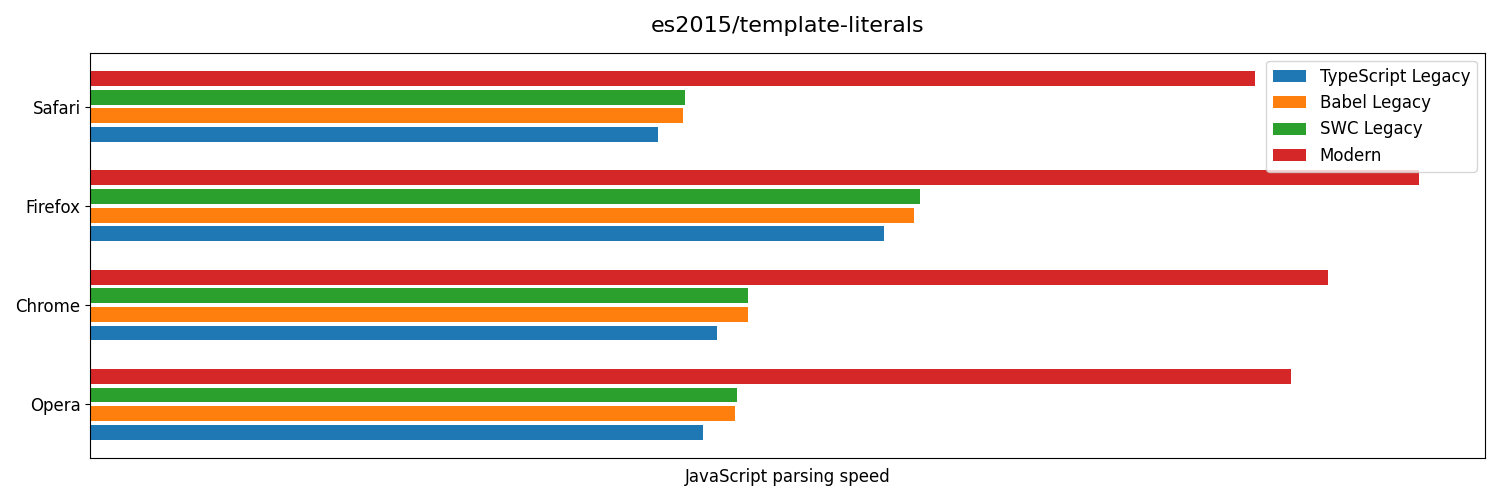 es2015/template-literals
TypeScript Legacy
Babel Legacy
SWC Legacy
Modern
Safari
Firefox
Chrome
Opera
JavaScript parsing speed